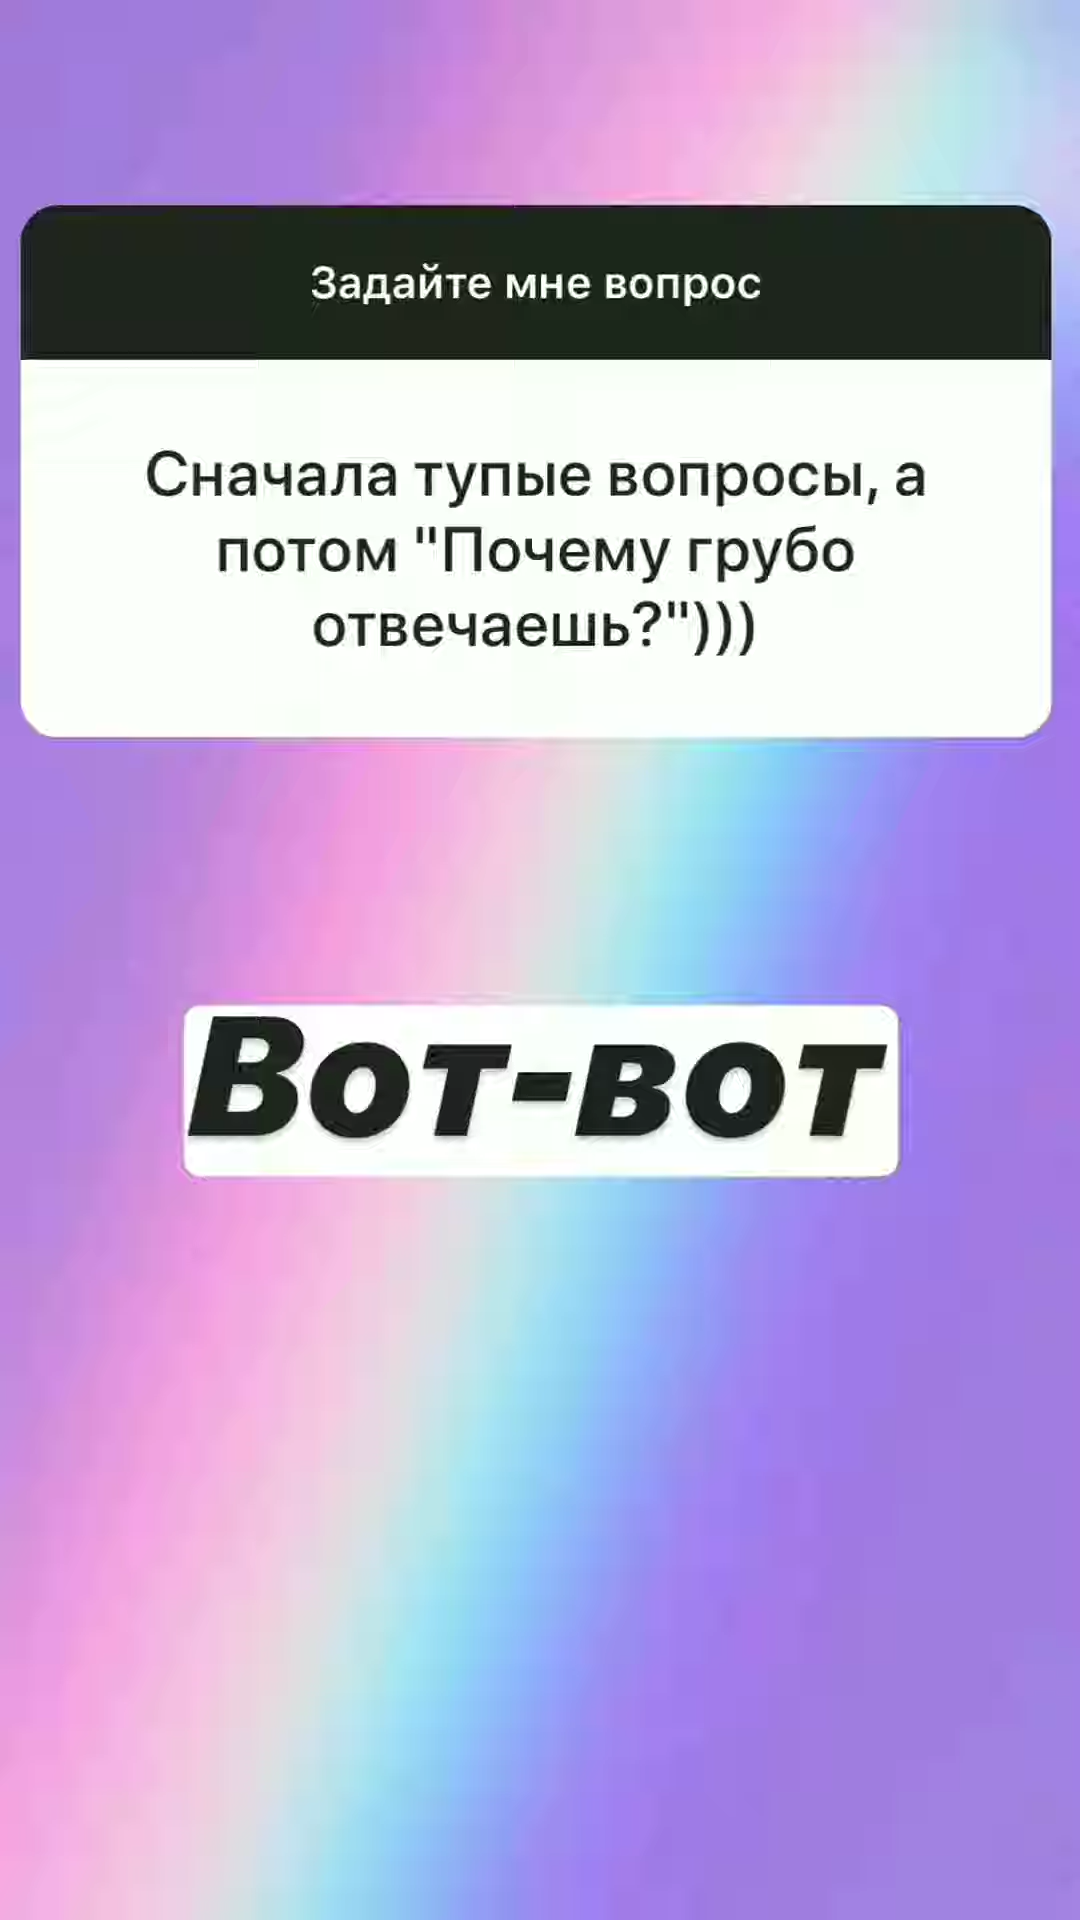 Задайте мне вопрос
Сначала тупые вопросы, а
потом "Почему грубо
отвечаешь?")))
Вот-вот